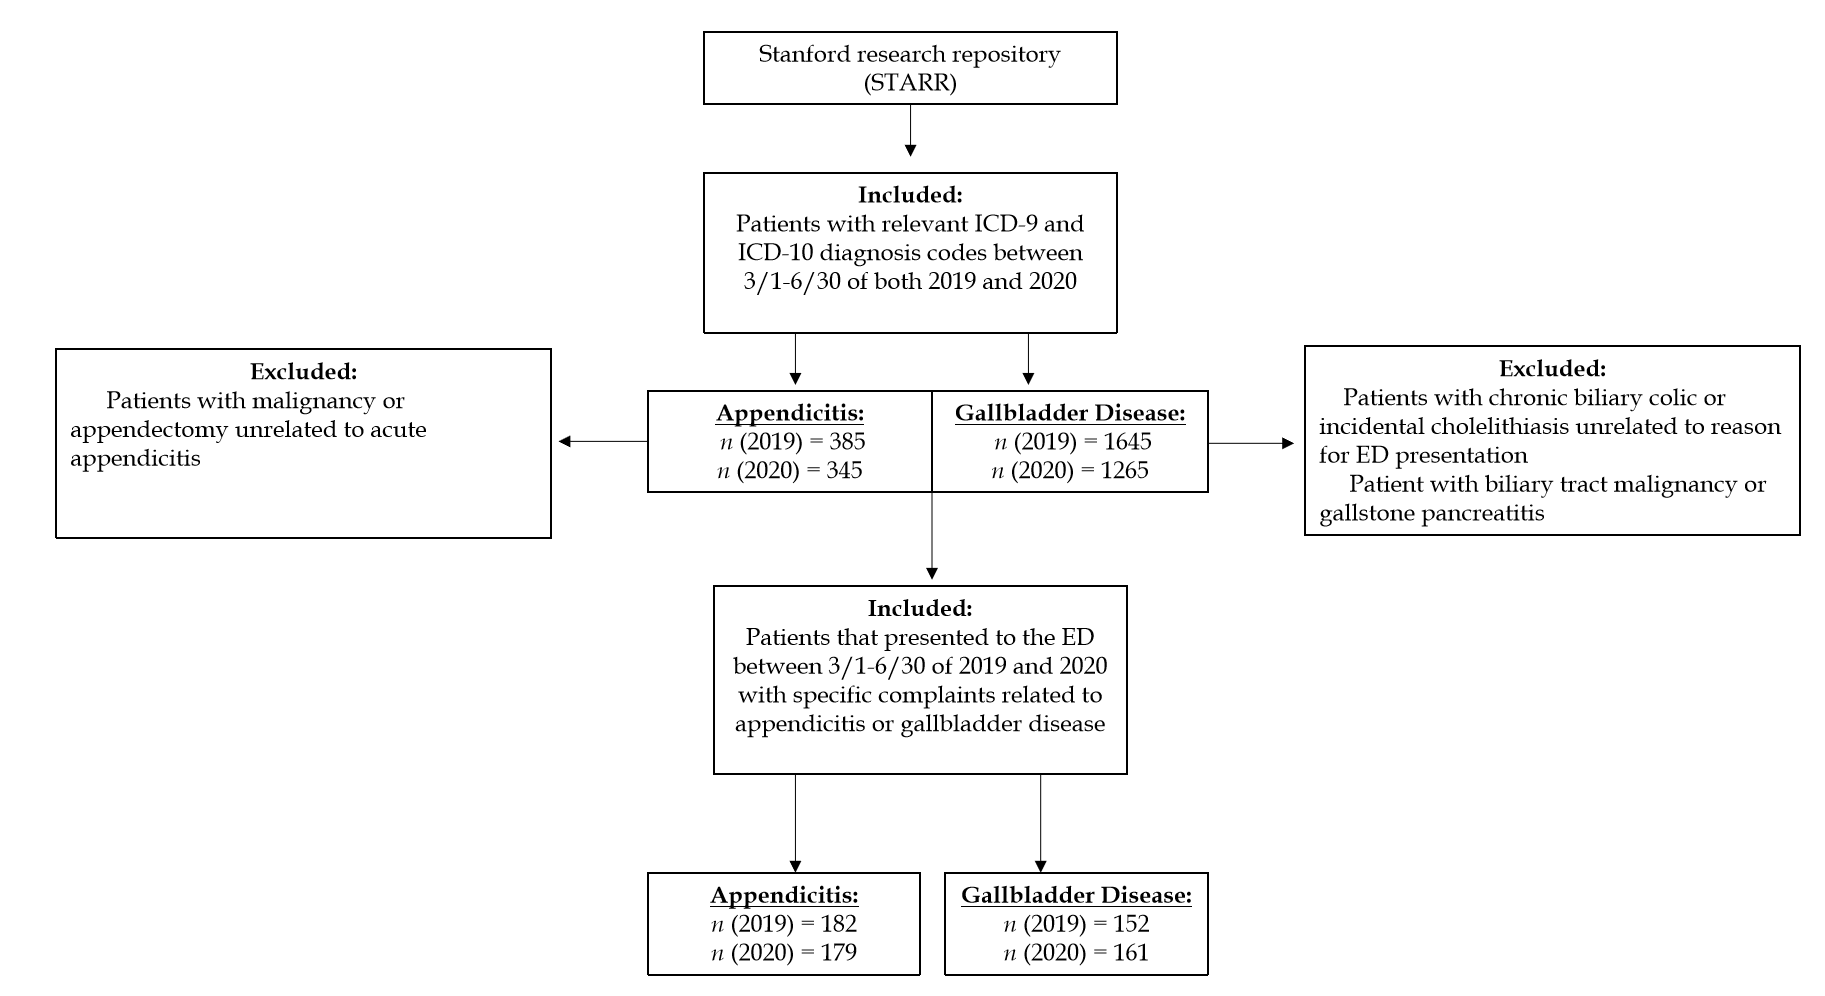 Stanford research repository
(STARR)
Included:
Patients with relevant ICD-9 and
ICD-10 diagnosis codes between
3/1-6/30 of both 2019 and 2020
Excluded:
Patients with malignancy or
appendectomy unrelated to acute
appendicitis
Appendicitis:
n (2019) = 385
n (2020) = 345
Gallbladder Disease:
n (2019) = 1645
n (2020) = 1265
Excluded:
Patients with chronic biliary colic or
incidental cholelithiasis unrelated to reason
for ED presentation
Patient with biliary tract malignancy or
gallstone pancreatitis
Included:
Patients that presented to the ED
between 3/1-6/30 of 2019 and 2020
with specific complaints related to
appendicitis or gallbladder disease
Appendicitis:
n (2019) = 182
n (2020) = 179
Gallbladder Disease:
n (2019) = 152
n (2020) = 161